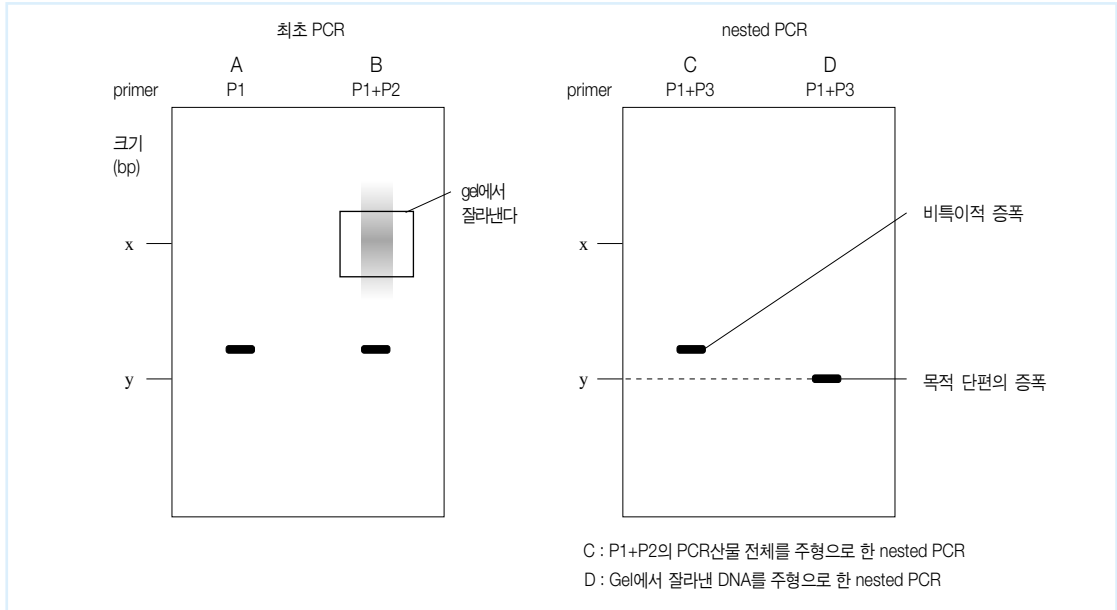 최초 PCR
A B
primer P1 P1+P2
크기
(bp)
gel에서
잘라낸다
x
y
nested PCR
C D
primer P1+P3 P1+P3
비특이적 증폭
x
y
목적 단편의 증폭
C : P1+P2의 PCR산물 전체를 주형으로 한 nested PCR
D : Gel에서 잘라낸 DNA를 주형으로 한 nested PCR